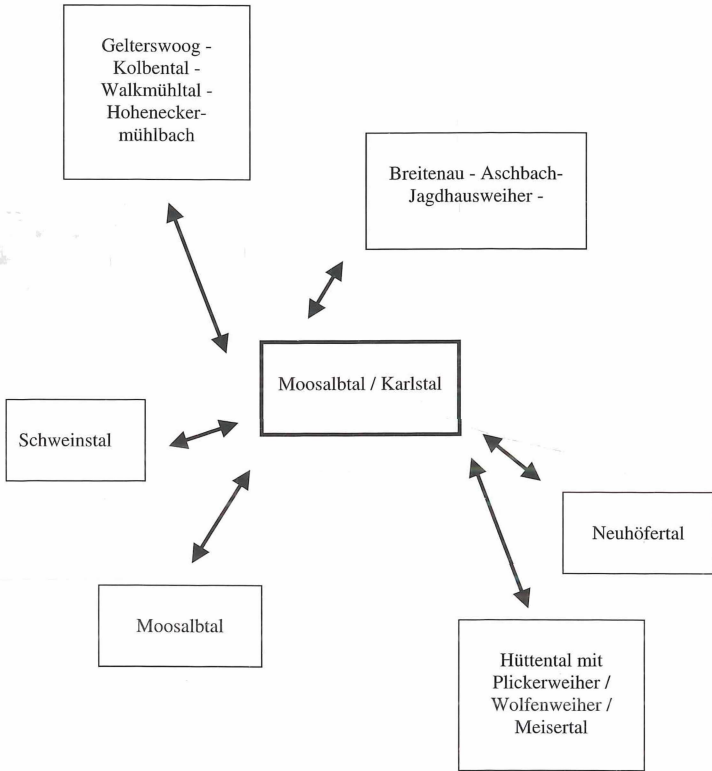 Gelterswoog -
Kolbental -
Walkmühltal -
Hohenecker-
mühlbach
Breitenau - Aschbach-
Jagdhausweiher -
Moosalbtal / Karlstal
Schweinstal
Neuhöfertal
Moosalbtal
Hüttental mit
Plickerweiher /
Wolfenweiher /
Meisertal